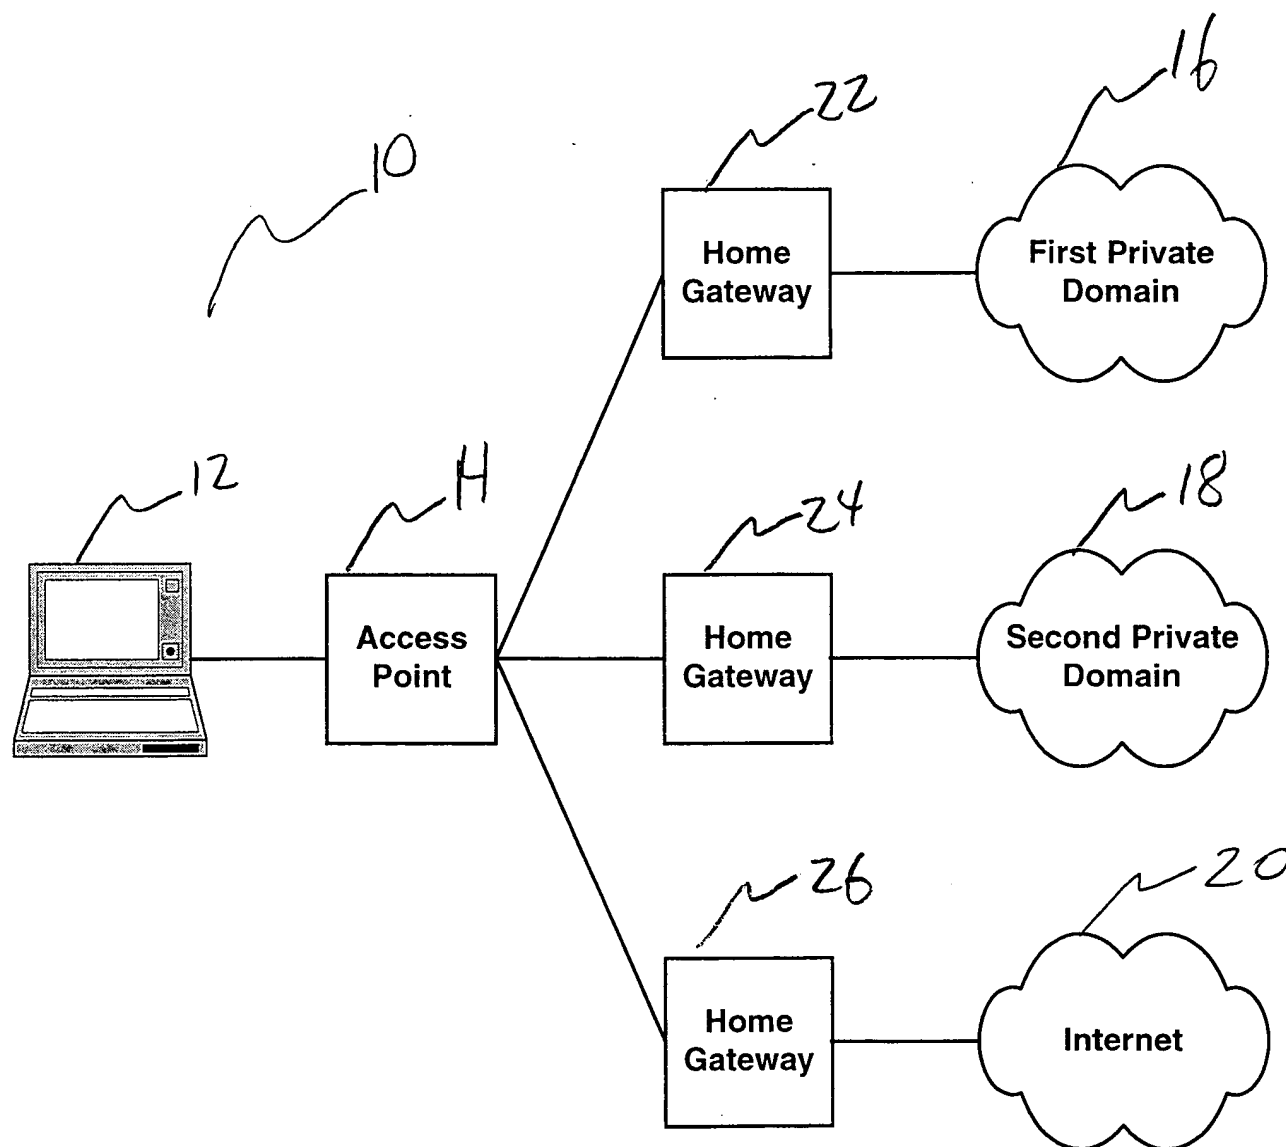 16
22
10
Home
Gateway
First Private
Domain
12
14
24
18
Access
Point
Home
Gateway
Second Private
Domain
26
20
Home
Gateway
Internet